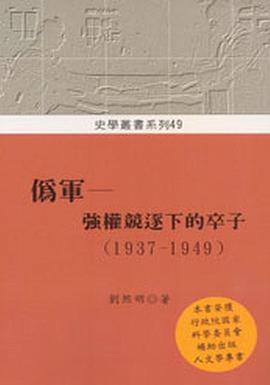 史學叢書系列49
偽軍—
強權競逐下的卒子
(1937-1949)
劉熙明◎著
本書榮獲
行政院國家
科學委員會
補助出版
人文學專書